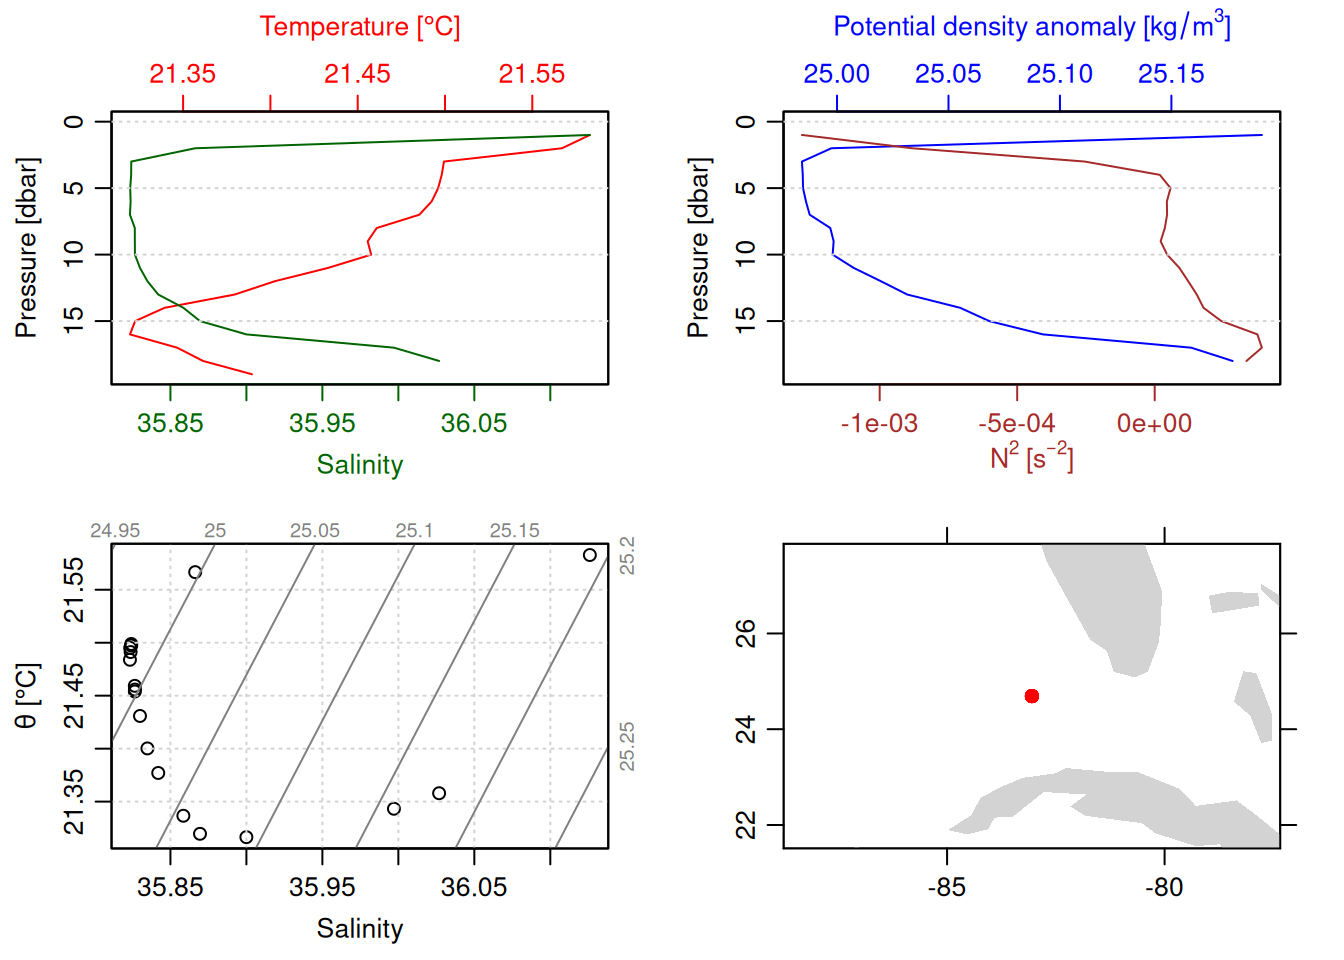 Temperature [°C]
21.35 21.45 21.55
0
5
10
15
Pressure [dbar]
35.85 35.95 36.05
Salinity
Potential density anomaly [kg/m³]
25.00 25.05 25.10 25.15
0
5
10
15
Pressure [dbar]
-1e-03 -5e-04 0e+00
N² [s⁻²]
24.95 25 25.05 25.1 25.15
25.2
25.25
21.55
21.45
21.35
θ [°C]
35.85 35.95 36.05
Salinity
26
24
22
-85 -80